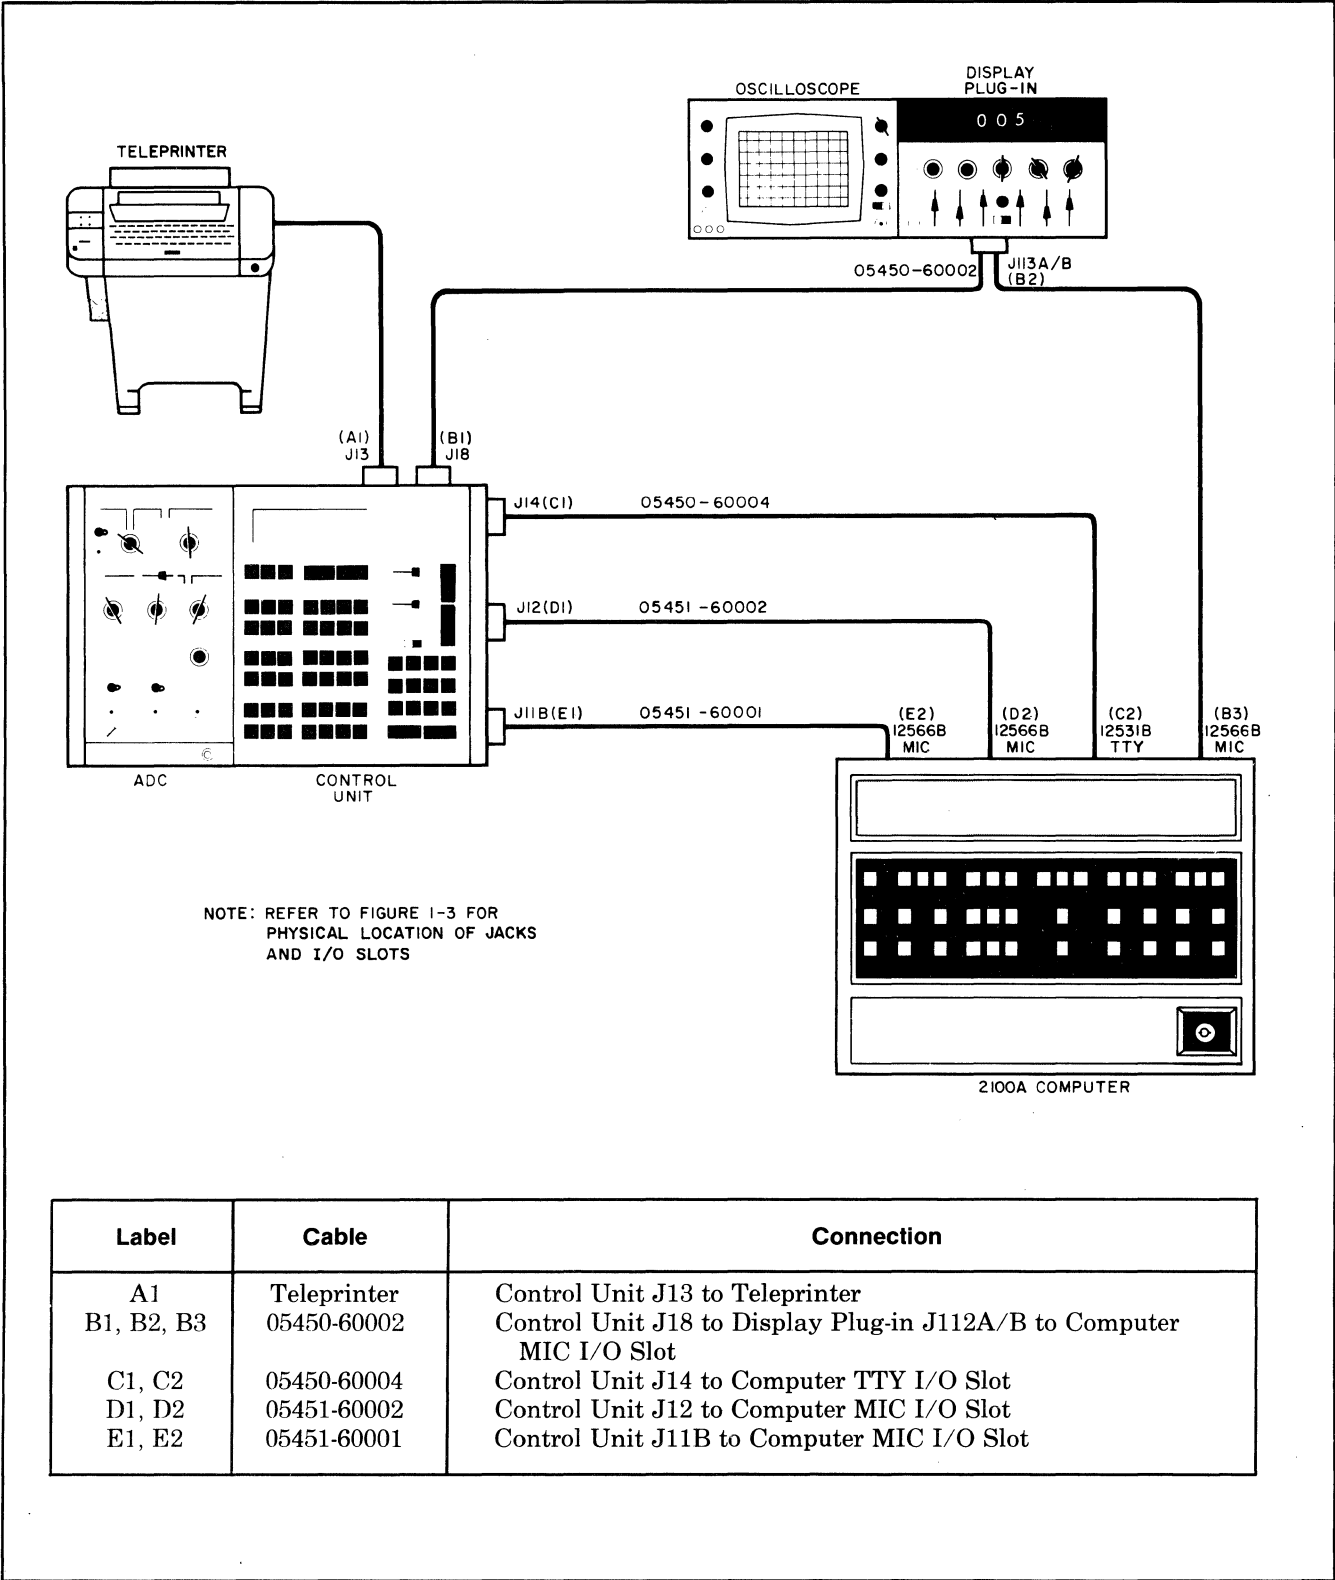 DISPLAY
PLUG-IN
OSCILLOSCOPE
005
TELEPRINTER
05450-60002
J113A/B
(B2)
(A1)
J13
(B1)
J18
J14(C1)
05450-60004
J12(D1)
05451-60002
J11B(E1)
05451-60001
(E2)
12566B
MIC
(D2)
12566B
MIC
(C2)
12531B
TTY
(B3)
12566B
MIC
ADC
CONTROL
UNIT
NOTE: REFER TO FIGURE 1-3 FOR
PHYSICAL LOCATION OF JACKS
AND I/O SLOTS
2100A COMPUTER
Label Cable Connection
A1 Teleprinter Control Unit J13 to Teleprinter
B1, B2, B3 05450-60002 Control Unit J18 to Display Plug-in J112A/B to Computer
MIC I/O Slot
C1, C2 05450-60004 Control Unit J14 to Computer TTY I/O Slot
D1, D2 05451-60002 Control Unit J12 to Computer MIC I/O Slot
E1, E2 05451-60001 Control Unit J11B to Computer MIC I/O Slot